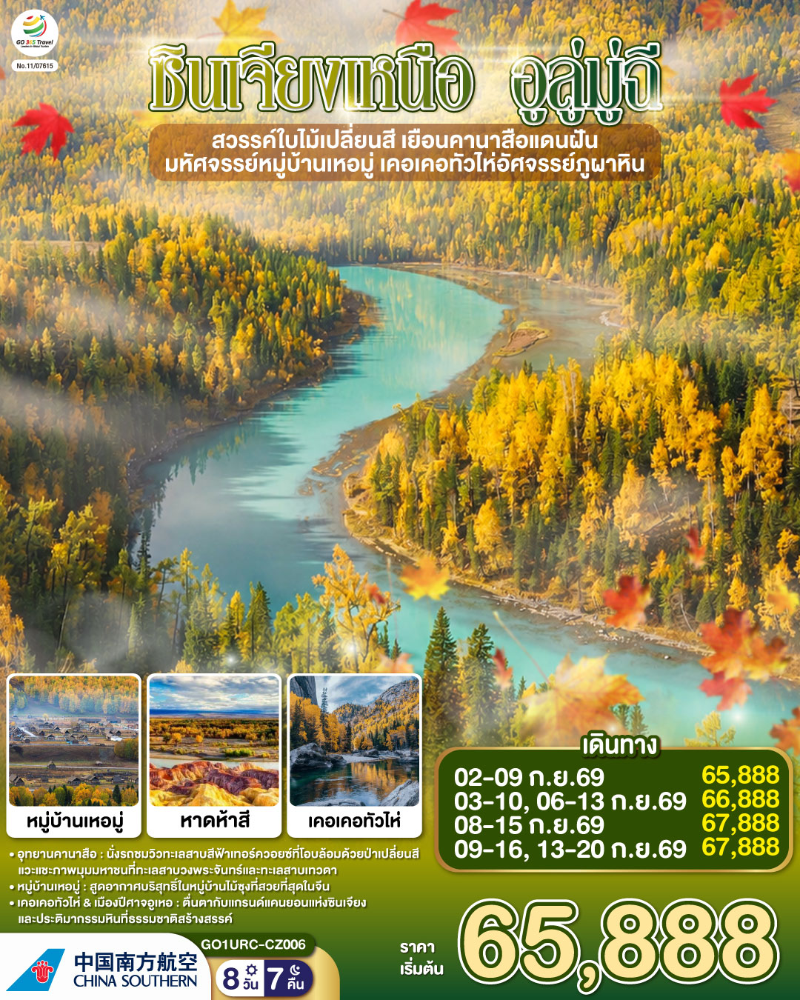 GO 365 Travel
No.11/07615
ซินเจียงเหนือ อูลู่มู่ฉี
สวรรค์ใบไม้เปลี่ยนสี เยือนคานาสือแดนฝัน
มหัศจรรย์หมู่บ้านเหอมู่ เคอเคอทัวไห่อัศจรรย์ภูผาหิน
หมู่บ้านเหอมู่
หาดห้าสี
เคอเคอทัวไห่
• อุทยานคานาสือ : นั่งรถชมวิวทะเลสาบสีฟ้าเทอร์ควอยซ์ที่โอบล้อมด้วยป่าเปลี่ยนสี
แวะแชะภาพมุมมหาชนที่ทะเลสาบวงพระจันทร์และทะเลสาบเทวดา
• หมู่บ้านเหอมู่ : สูดอากาศบริสุทธิ์ในหมู่บ้านไม้ซุงที่สวยที่สุดในจีน
• เคอเคอทัวไห่ & เมืองปีศาจอูเหอ : ตื่นตากับแกรนด์แคนยอนแห่งซินเจียง
และประติมากรรมหินที่ธรรมชาติสร้างสรรค์
เดินทาง
02-09 ก.ย.69 65,888
03-10, 06-13 ก.ย.69 66,888
08-15 ก.ย.69 67,888
09-16, 13-20 ก.ย.69 67,888
ราคา
เริ่มต้น
65,888
GO1URC-CZ006
中国南方航空
CHINA SOUTHERN
8 วัน 7 คืน